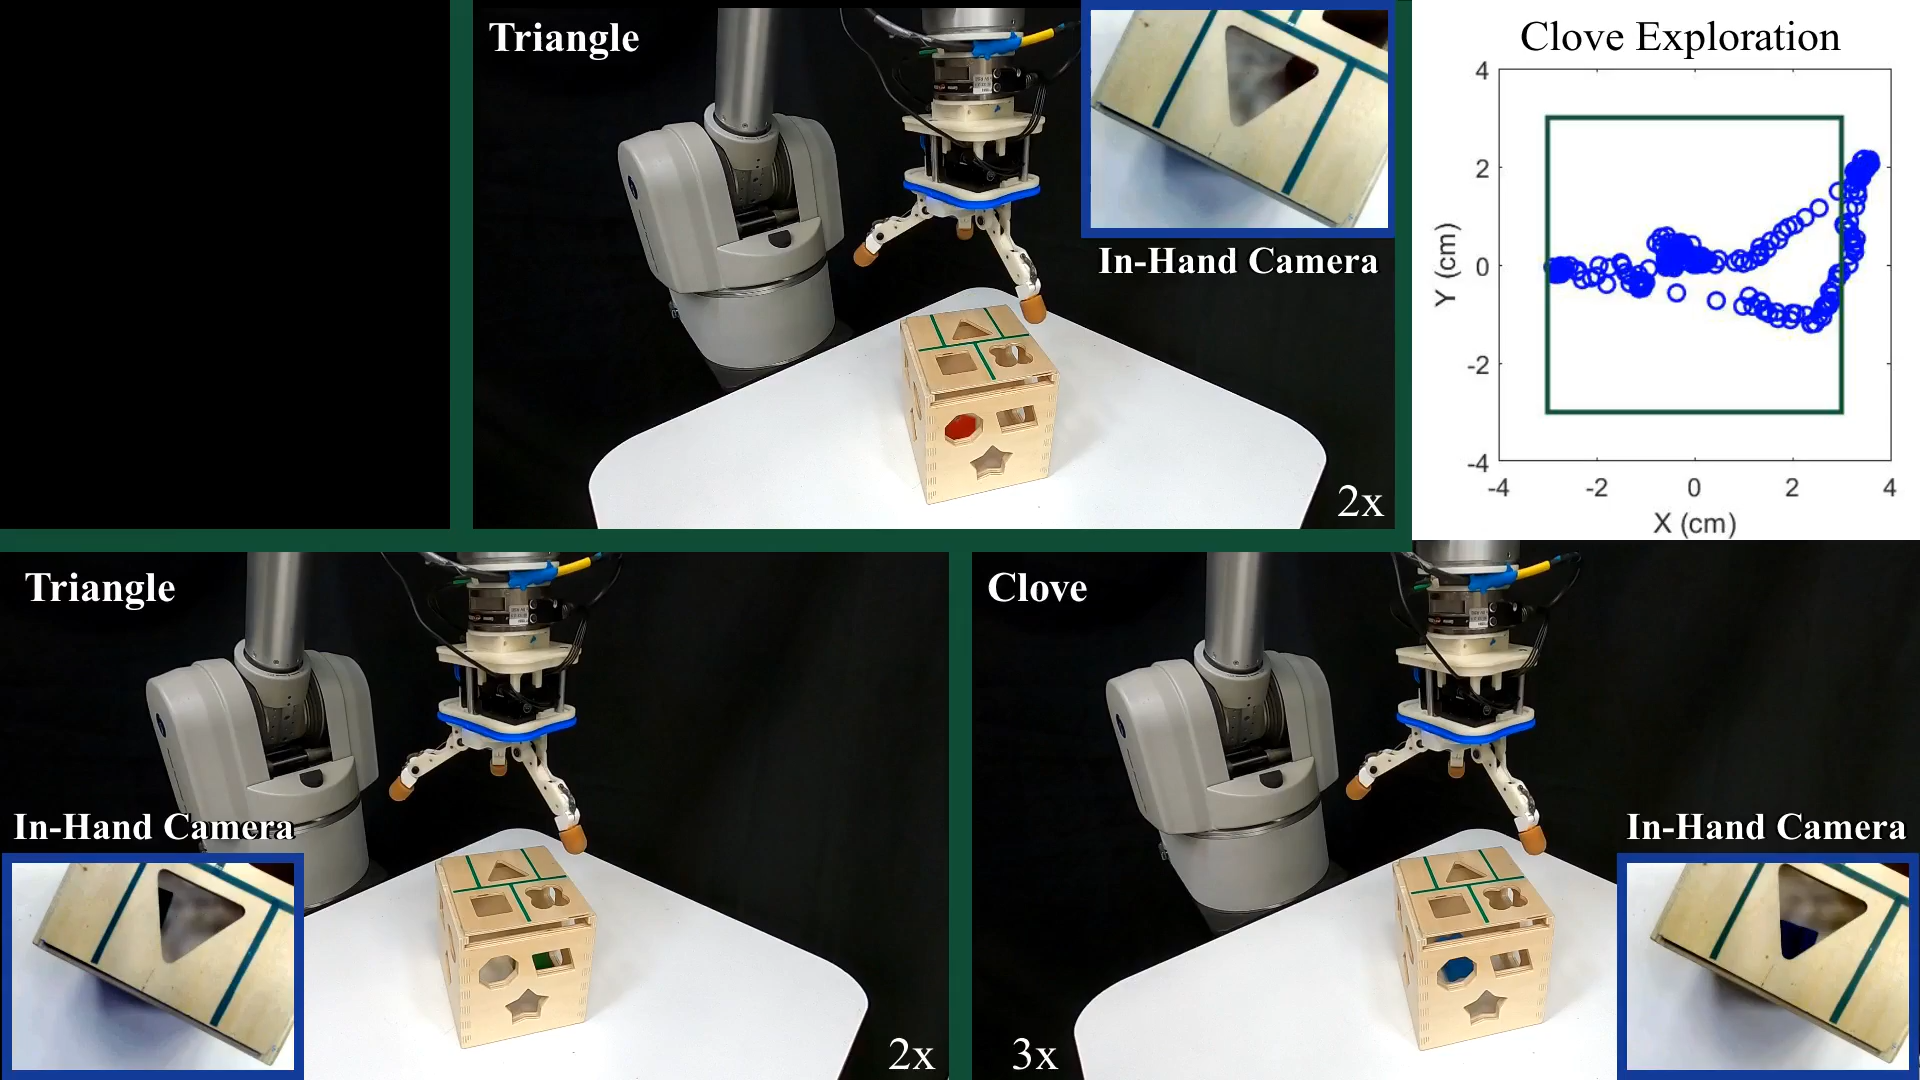 Triangle
In-Hand Camera
2x
Clove Exploration
4
2
0
-2
-4
-4
-2
0
2
4
Y (cm)
X (cm)
Triangle
In-Hand Camera
2x
Clove
In-Hand Camera
3x